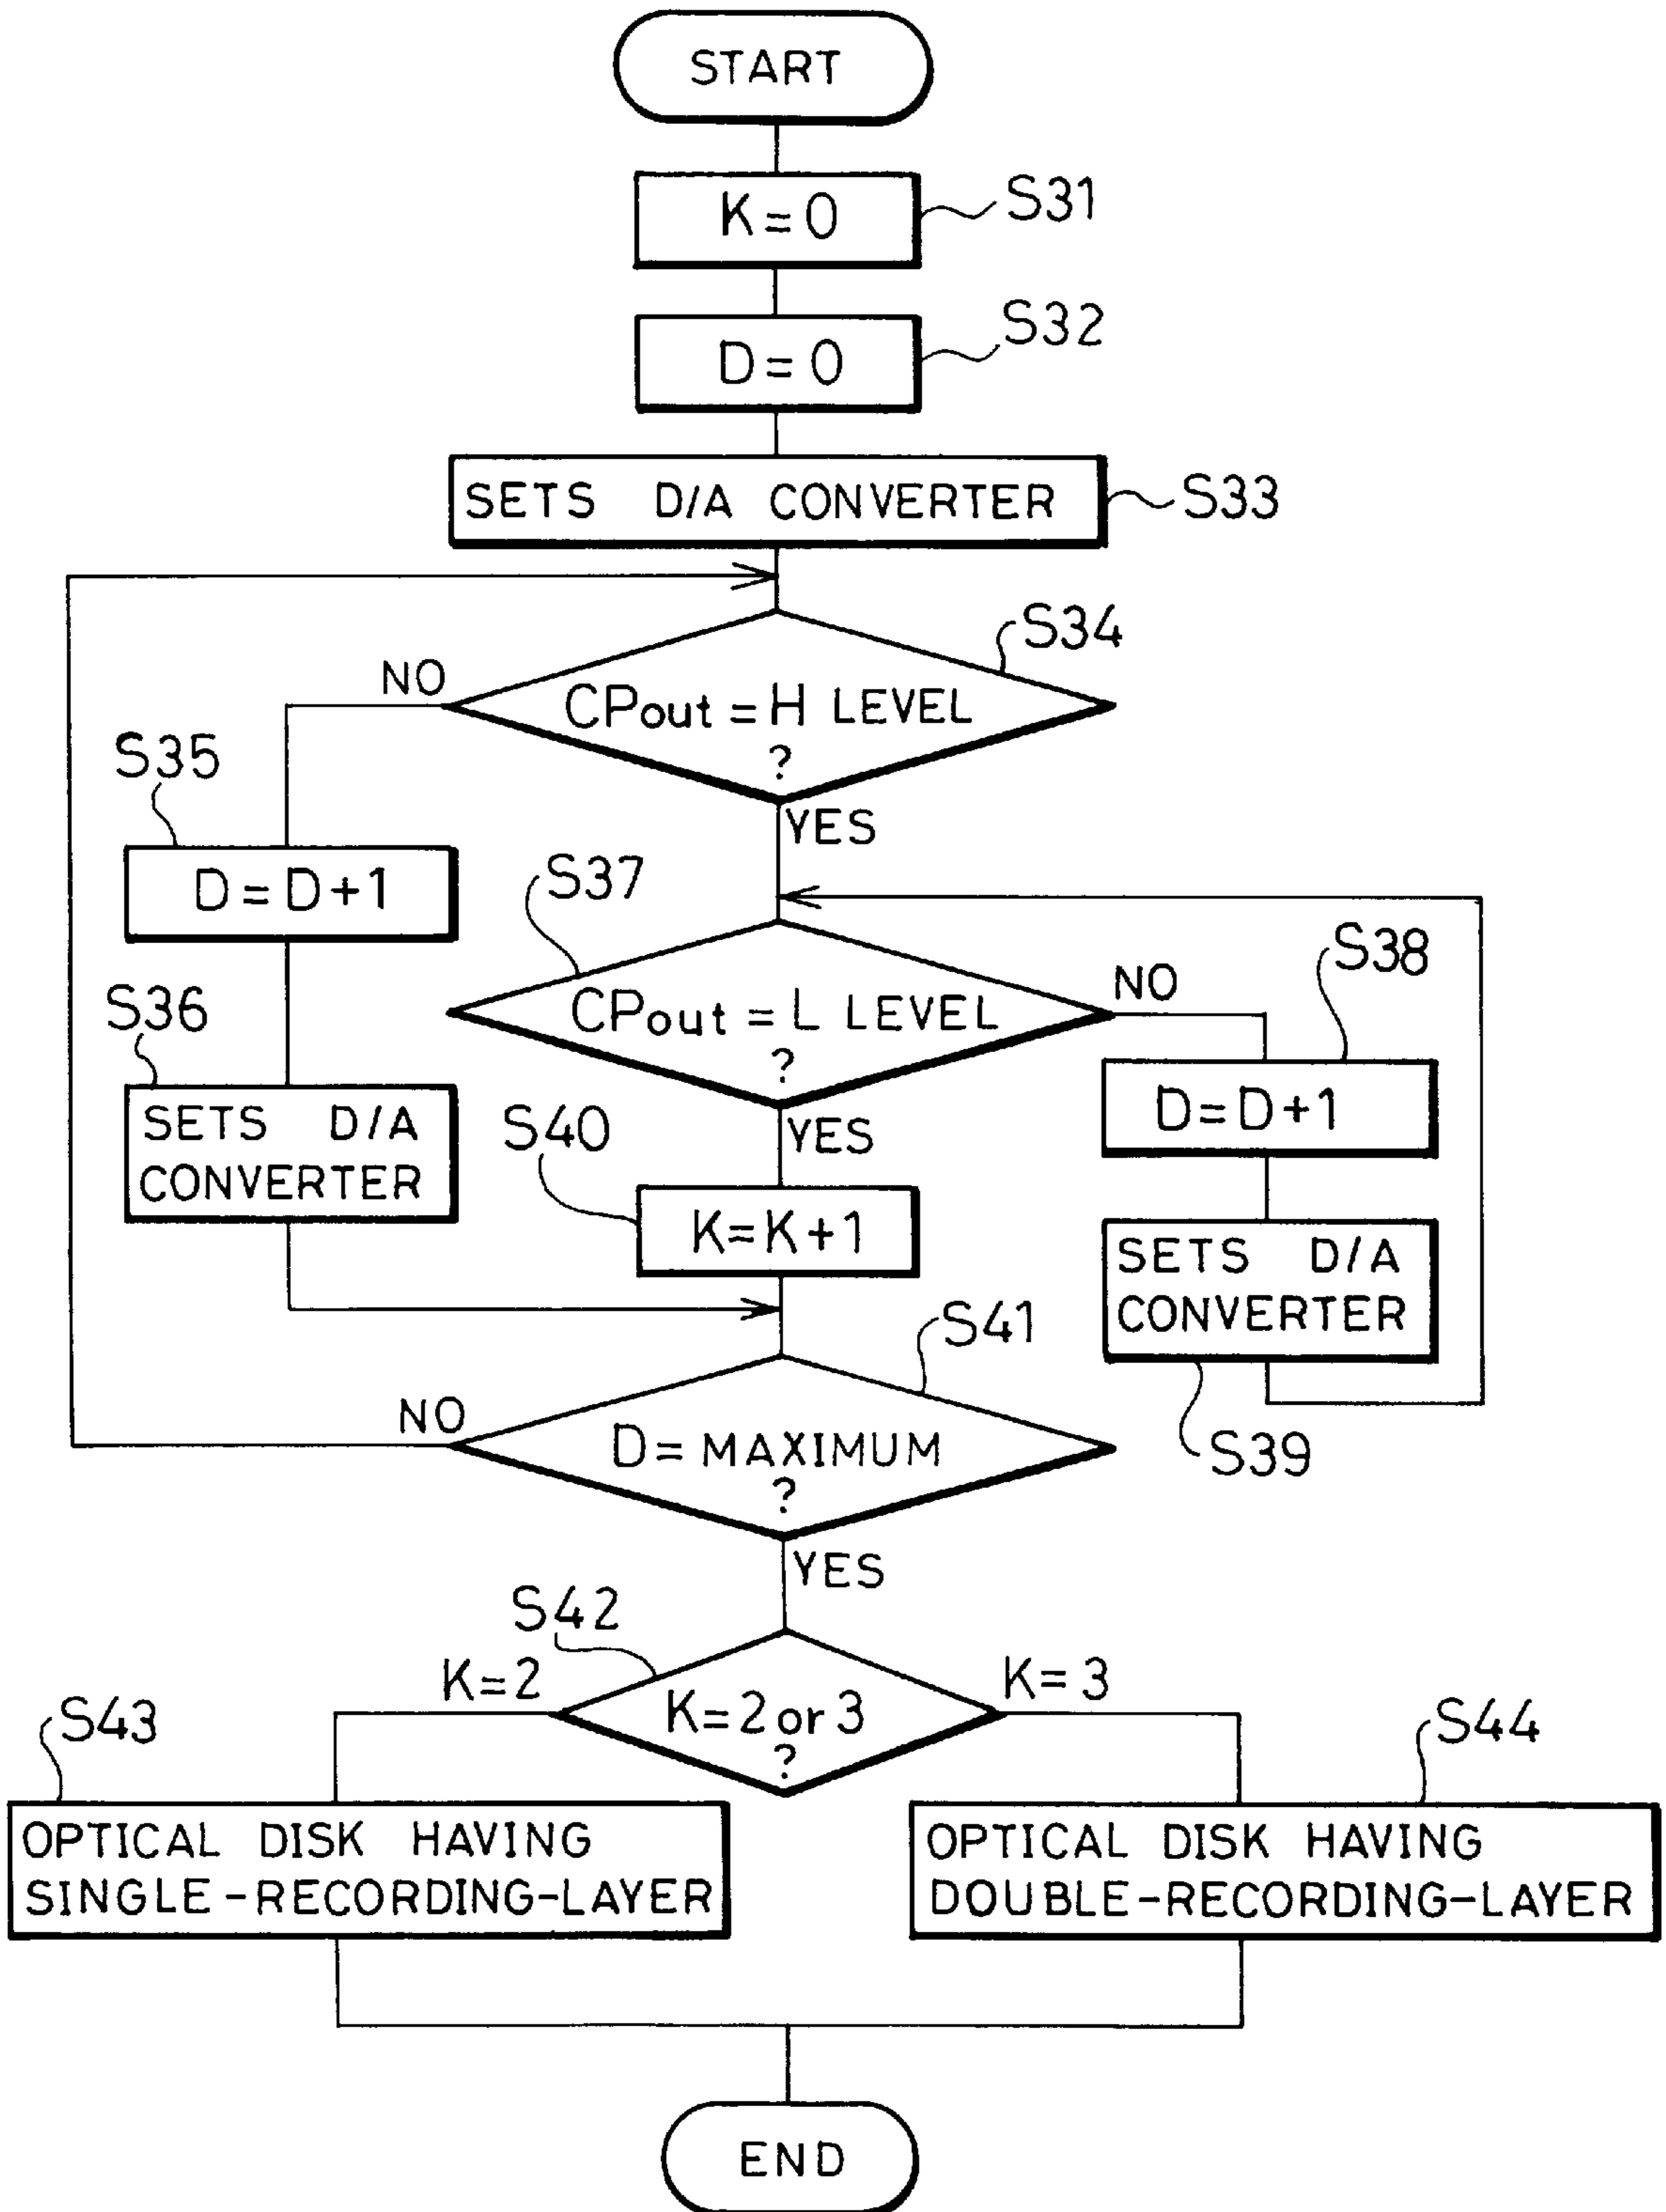 START
K=0
S31
D=0
S32
SETS D/A CONVERTER
S33
S34
NO
CPout=H LEVEL
?
YES
S35
D=D+1
S36
SETS D/A
CONVERTER
S37
CPout=L LEVEL
?
NO
YES
S38
D=D+1
SETS D/A
CONVERTER
S39
S40
K=K+1
S41
NO
D=MAXIMUM
?
YES
S42
K=2
K=2 or 3
?
K=3
S43
OPTICAL DISK HAVING
SINGLE-RECORDING-LAYER
S44
OPTICAL DISK HAVING
DOUBLE-RECORDING-LAYER
END